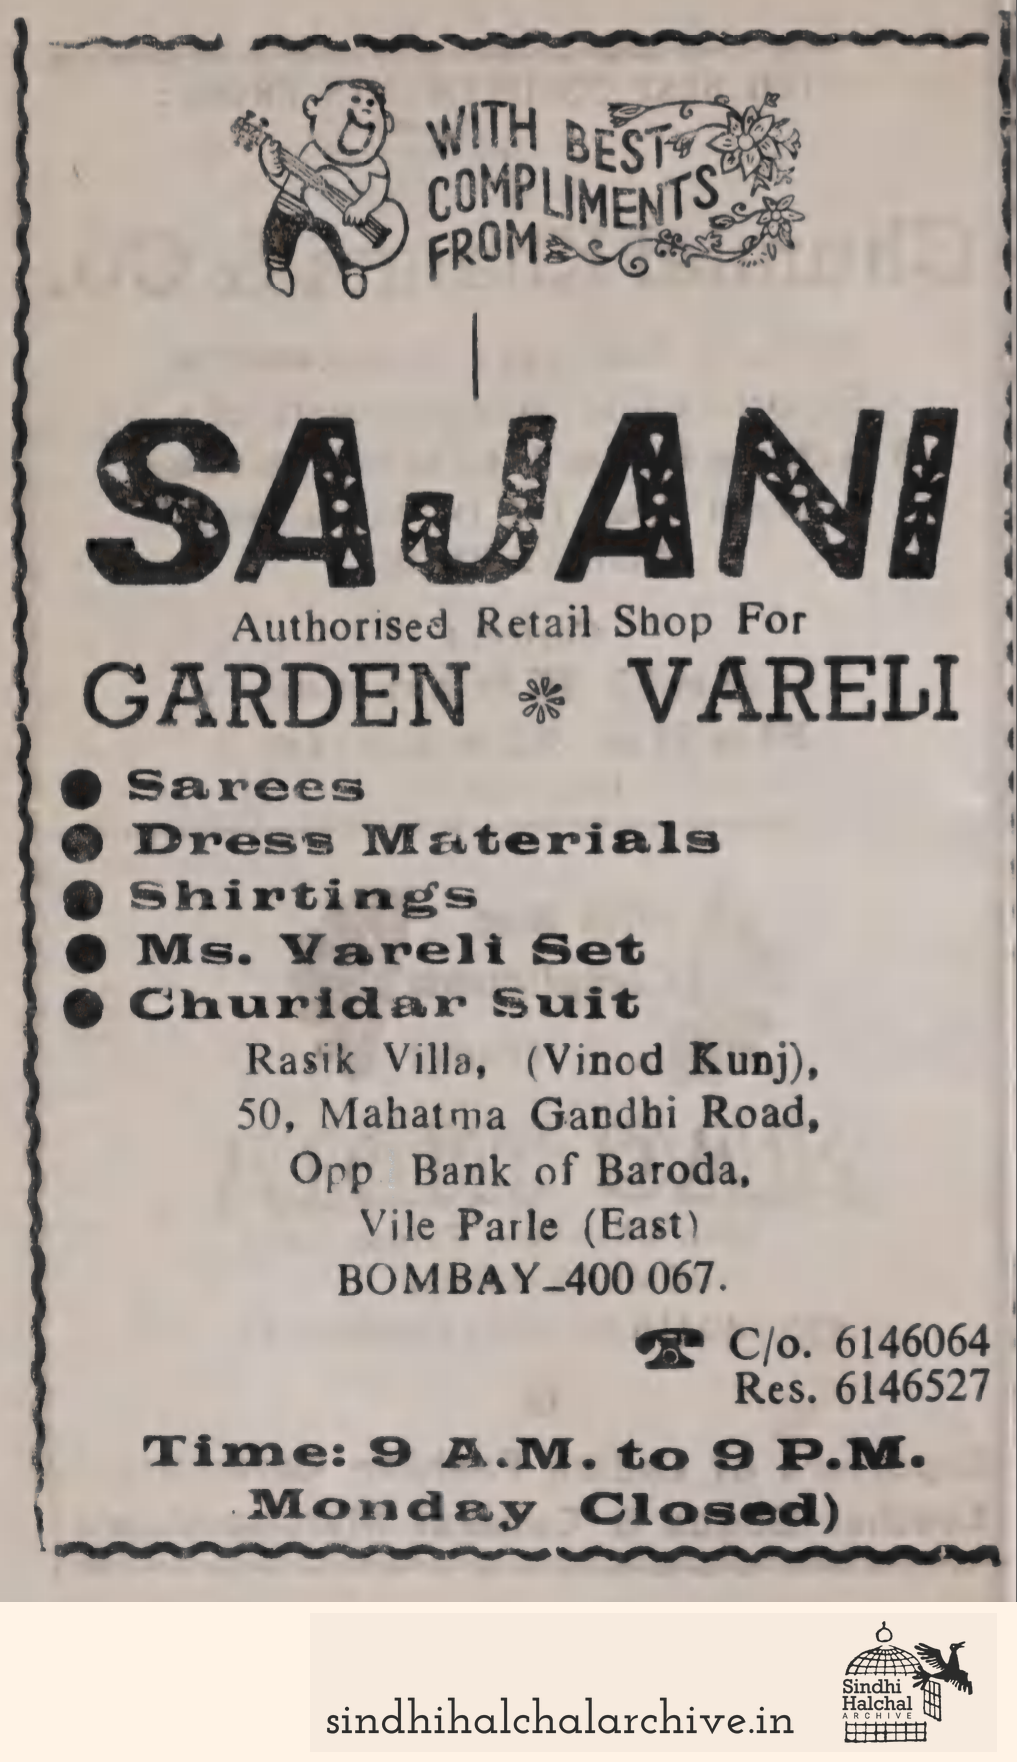 WITH BEST
COMPLIMENTS
FROM
SAJANI
Authorised Retail Shop For
GARDEN VARELI
● Sarees
● Dress Materials
● Shirtings
● Ms. Vareli Set
● Churidar Suit
Rasik Villa, (Vinod Kunj),
50, Mahatma Gandhi Road,
Opp Bank of Baroda,
Vile Parle (East)
BOMBAY-400 067.
C/o. 6146064
Res. 6146527
Time: 9 A.M. to 9 P.M.
Monday Closed)
sindhihalchalarchive.in
Sindhi
Halchal
ARCHIVE